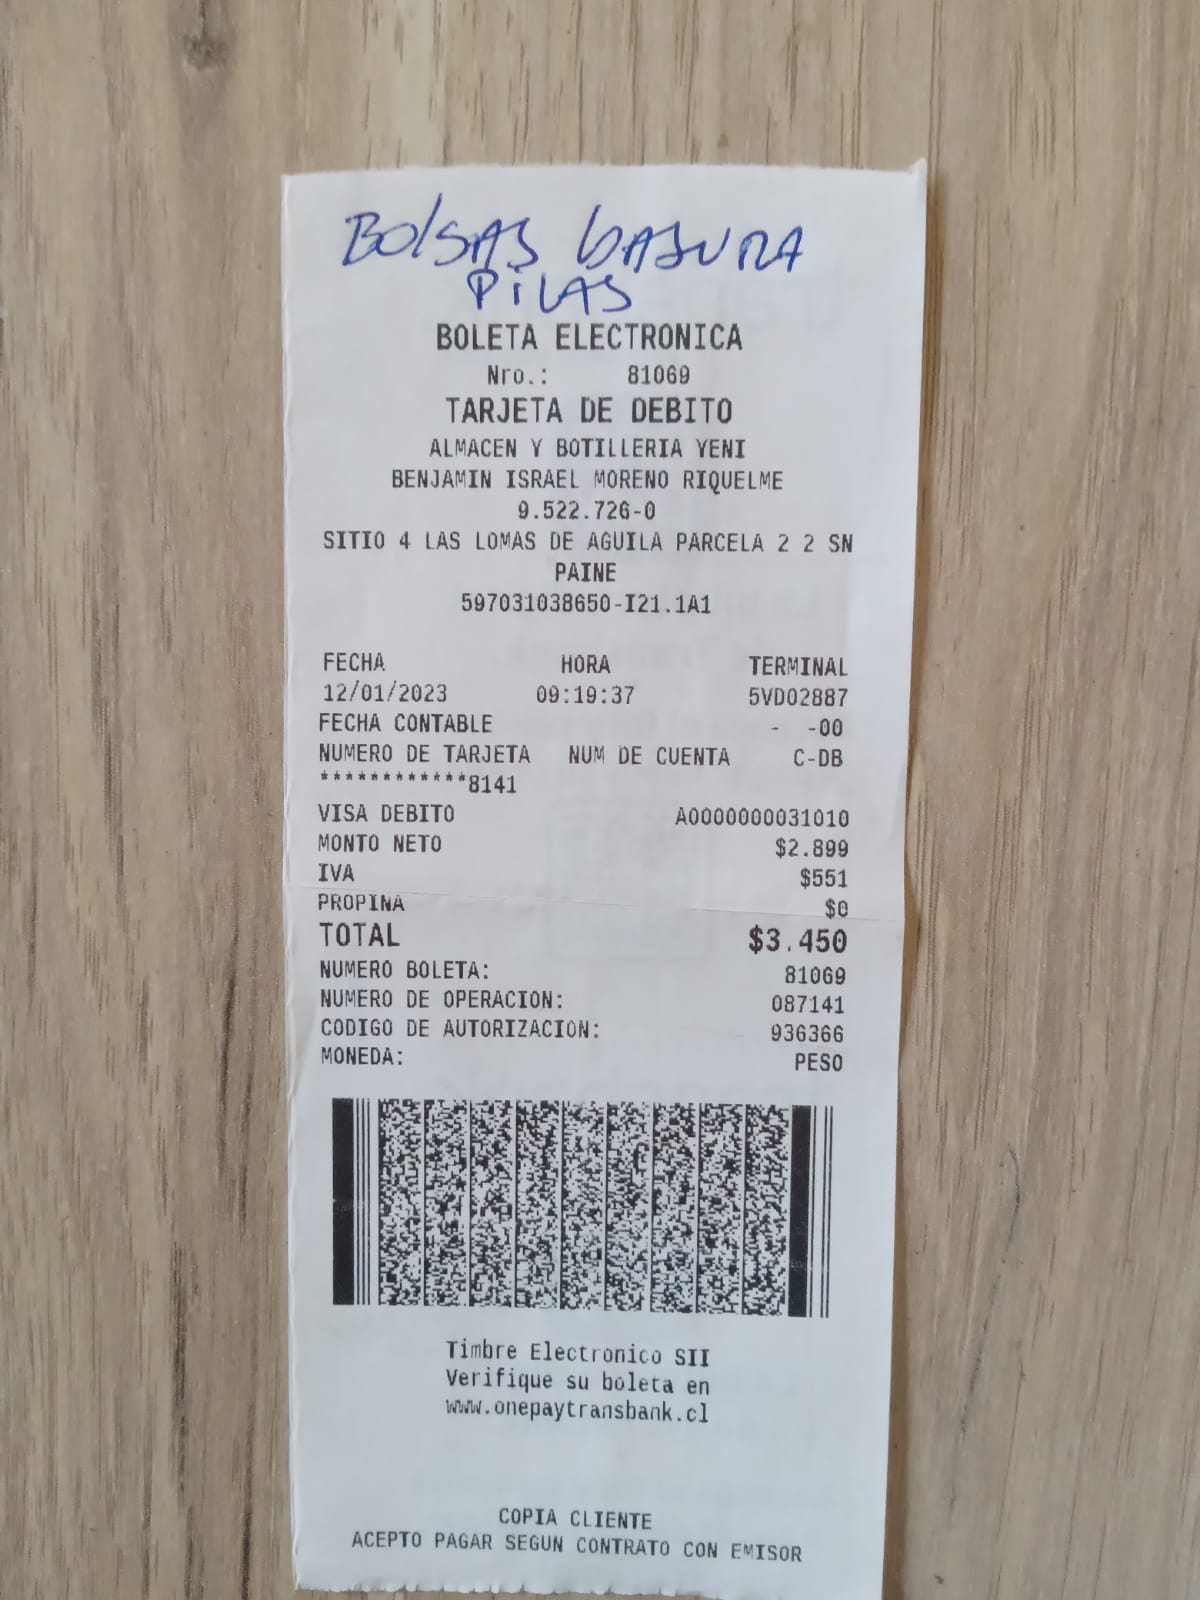 BOlSAS bASURA
PiLAS
BOLETA ELECTRONICA
Nro.: 81069
TARJETA DE DEBITO
ALMACEN Y BOTILLERIA YENI
BENJAMIN ISRAEL MORENO RIQUELME
9.522.726-0
SITIO 4 LAS LOMAS DE AGUILA PARCELA 2 2 SN
PAINE
597031038650-I21.1A1
FECHA HORA TERMINAL
12/01/2023 09:19:37 5VD02887
FECHA CONTABLE - -00
NUMERO DE TARJETA NUM DE CUENTA C-DB
************8141
VISA DEBITO A0000000031010
MONTO NETO $2.899
IVA $551
PROPINA $0
TOTAL $3.450
NUMERO BOLETA: 81069
NUMERO DE OPERACION: 087141
CODIGO DE AUTORIZACION: 936366
MONEDA: PESO
Timbre Electronico SII
Verifique su boleta en
www.onepaytransbank.cl
COPIA CLIENTE
ACEPTO PAGAR SEGUN CONTRATO CON EMISOR